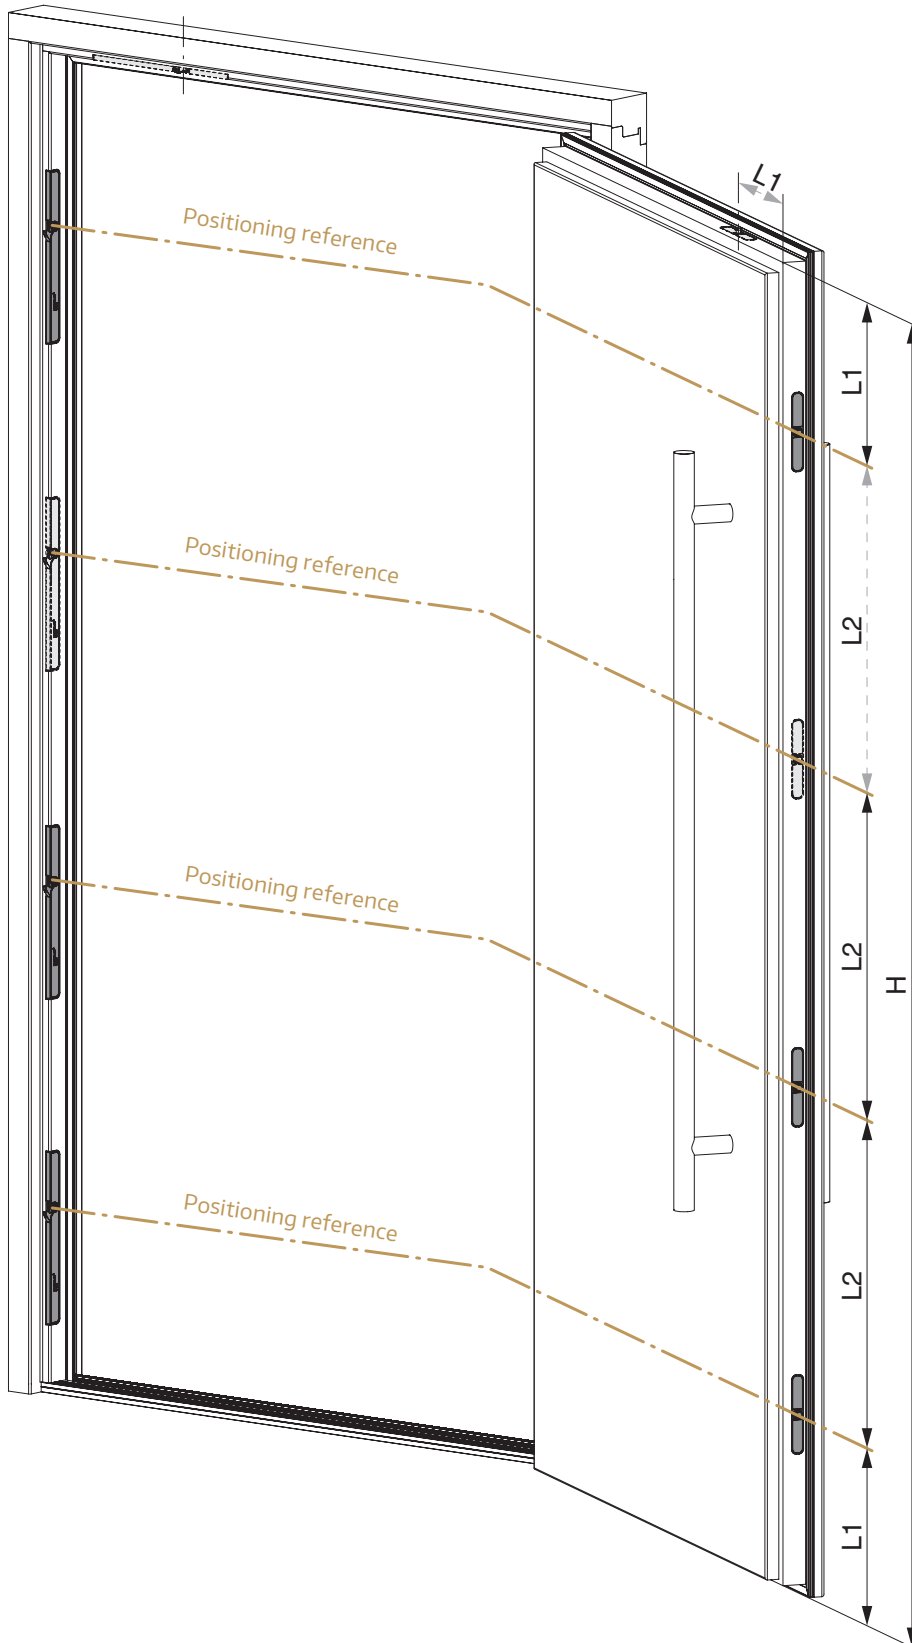 L1
Positioning reference
L1
Positioning reference
L2
Positioning reference
L2
H
Positioning reference
L2
L1